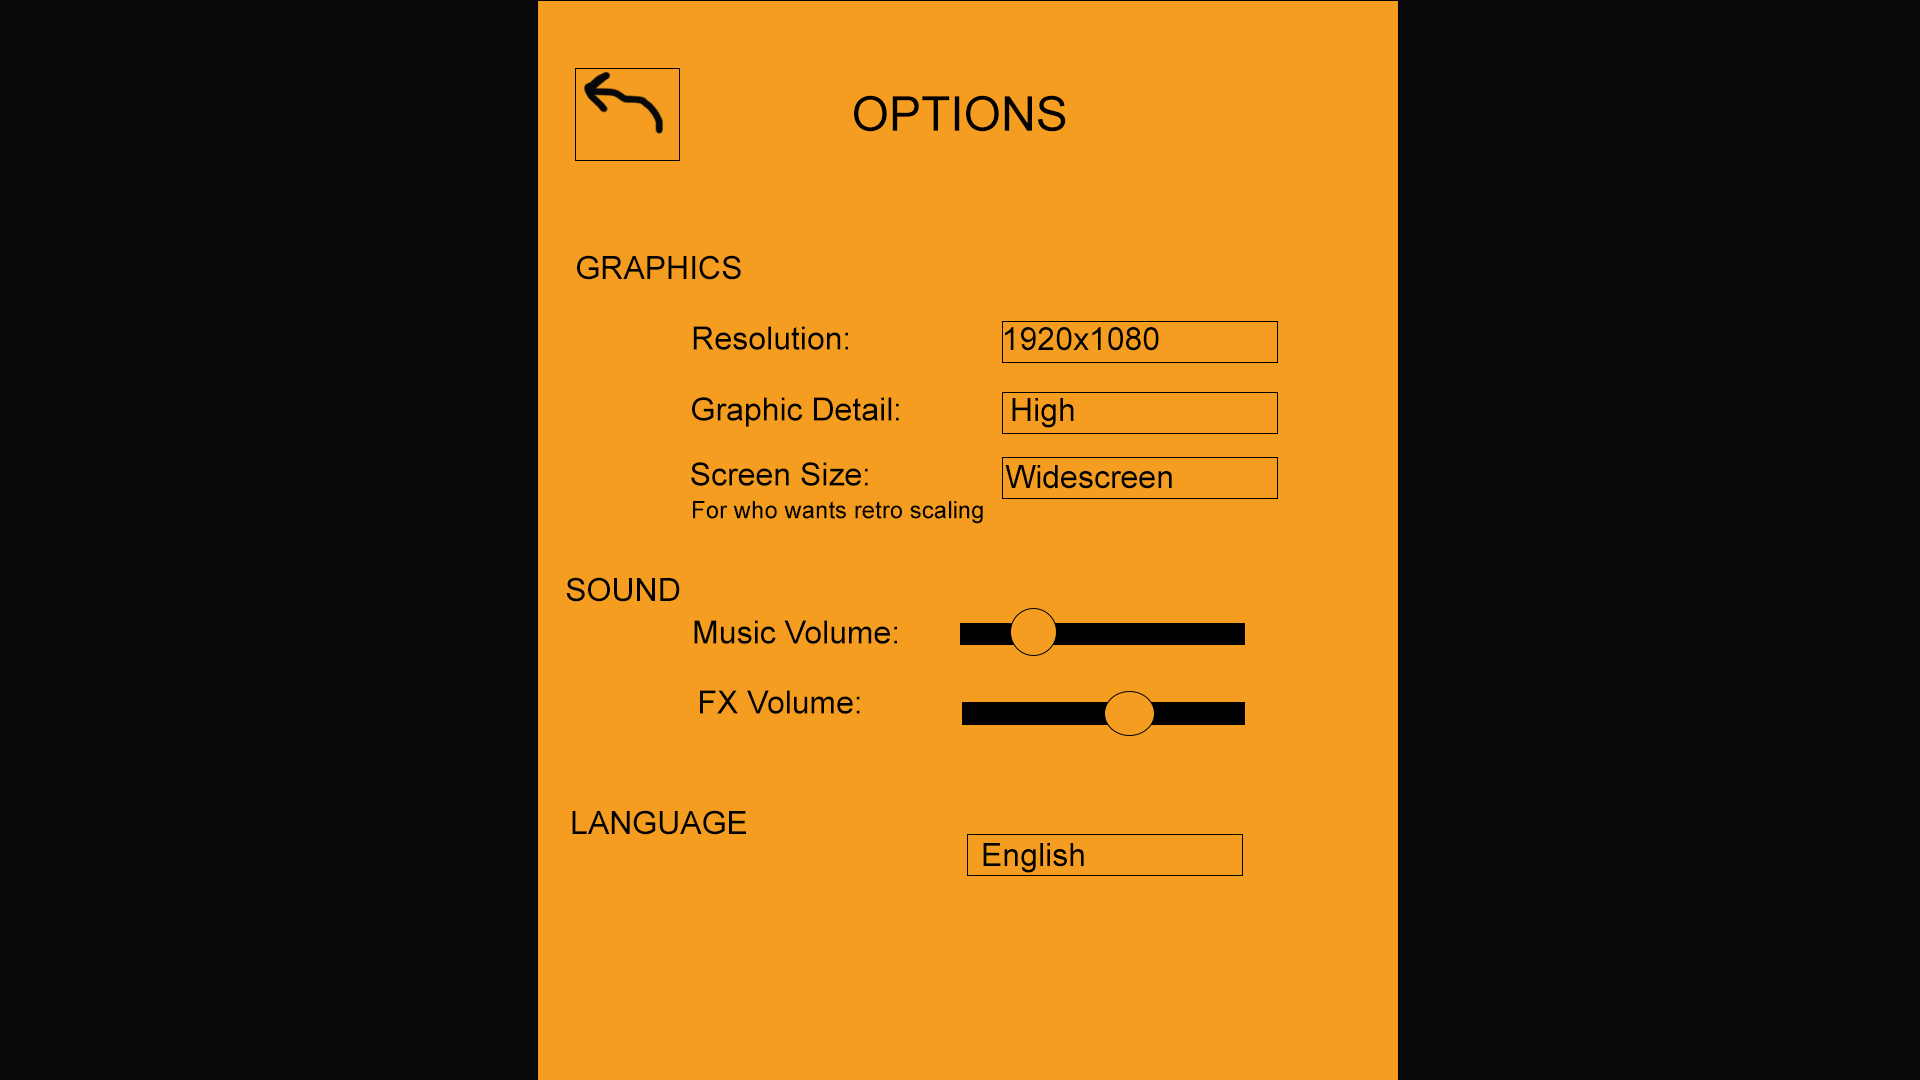 OPTIONS
GRAPHICS
Resolution: 1920x1080
Graphic Detail: High
Screen Size: Widescreen
For who wants retro scaling
SOUND
Music Volume:
FX Volume:
LANGUAGE
English